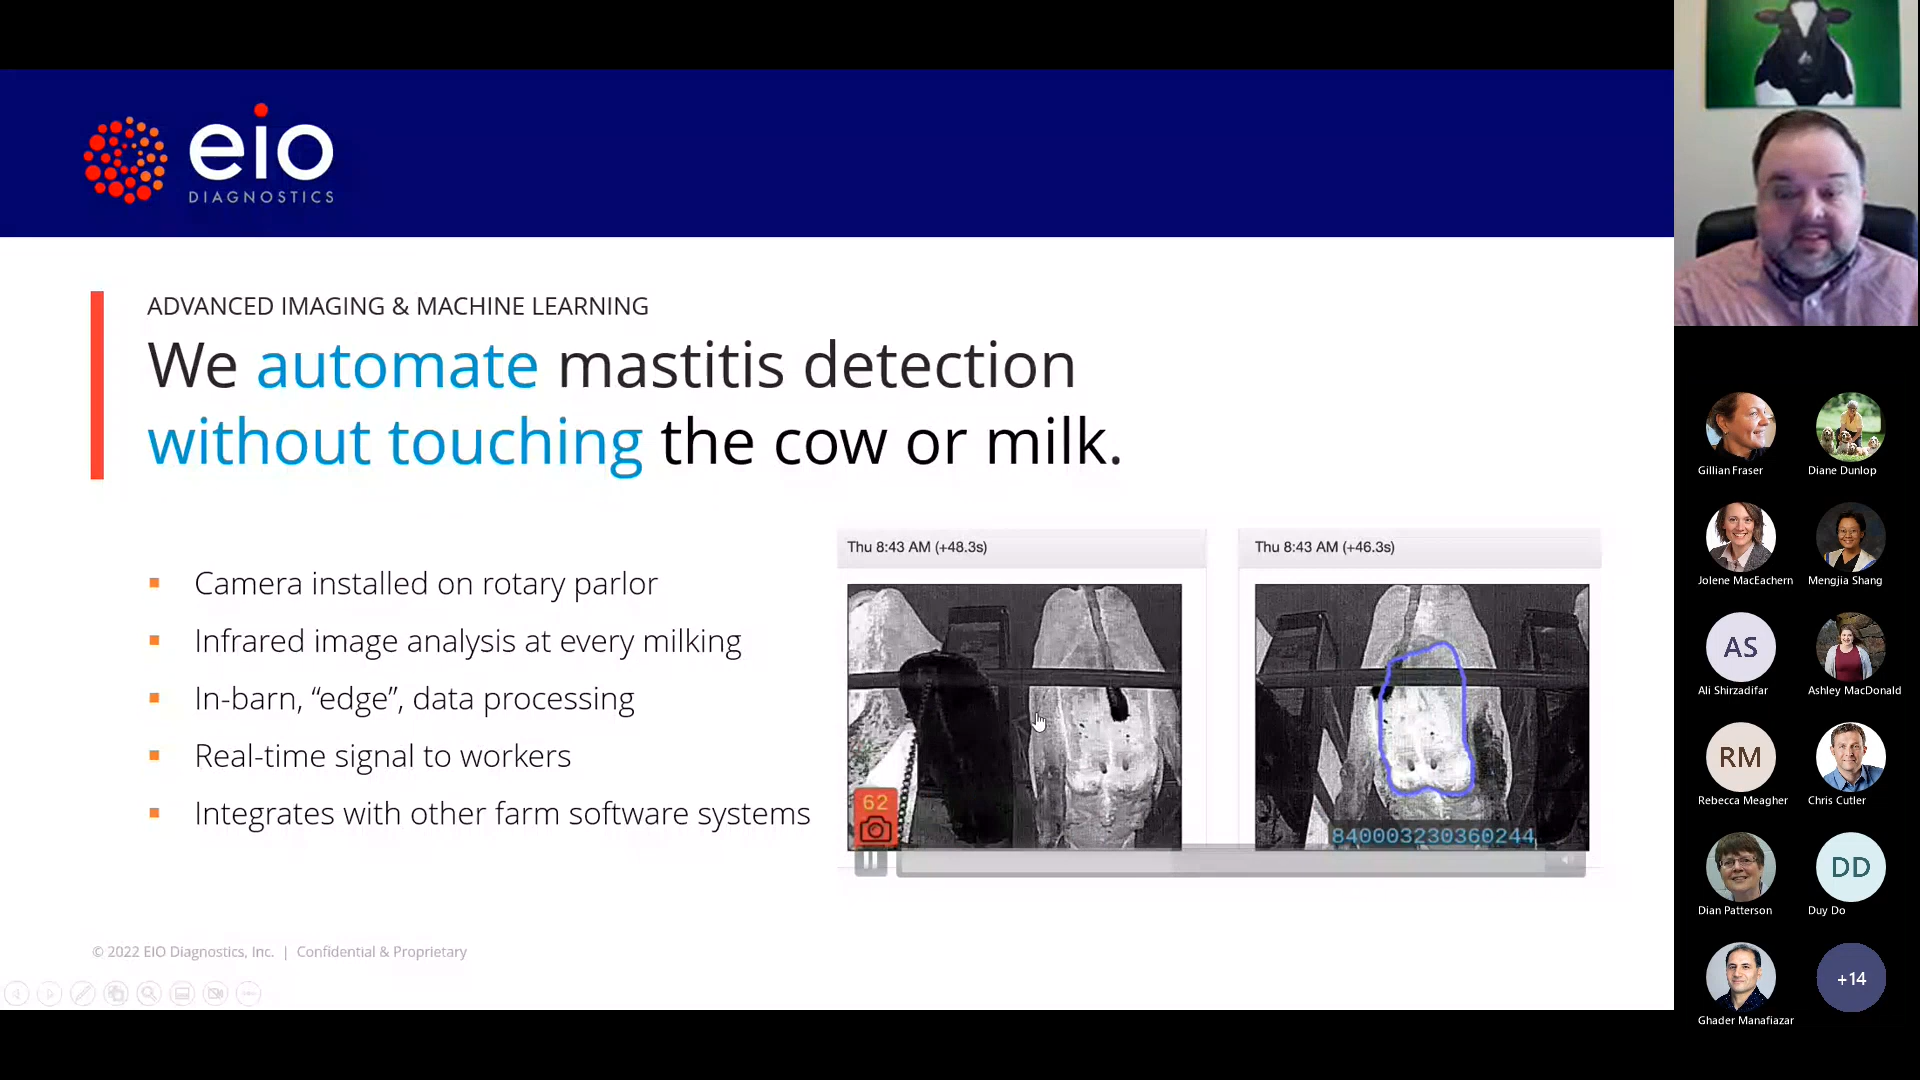 eio
DIAGNOSTICS
ADVANCED IMAGING & MACHINE LEARNING
We automate mastitis detection
without touching the cow or milk.
Camera installed on rotary parlor
Infrared image analysis at every milking
In-barn, “edge”, data processing
Real-time signal to workers
Integrates with other farm software systems
Thu 8:43 AM (+48.3s)
62
Thu 8:43 AM (+46.3s)
840003230360244
© 2022 EIO Diagnostics, Inc. | Confidential & Proprietary
Gillian Fraser
Diane Dunlop
Jolene MacEachern
Mengjia Shang
AS
Ali Shirzadifar
Ashley MacDonald
RM
Rebecca Meagher
Chris Cutler
Dian Patterson
DD
Duy Do
Ghader Manafiazar
+14